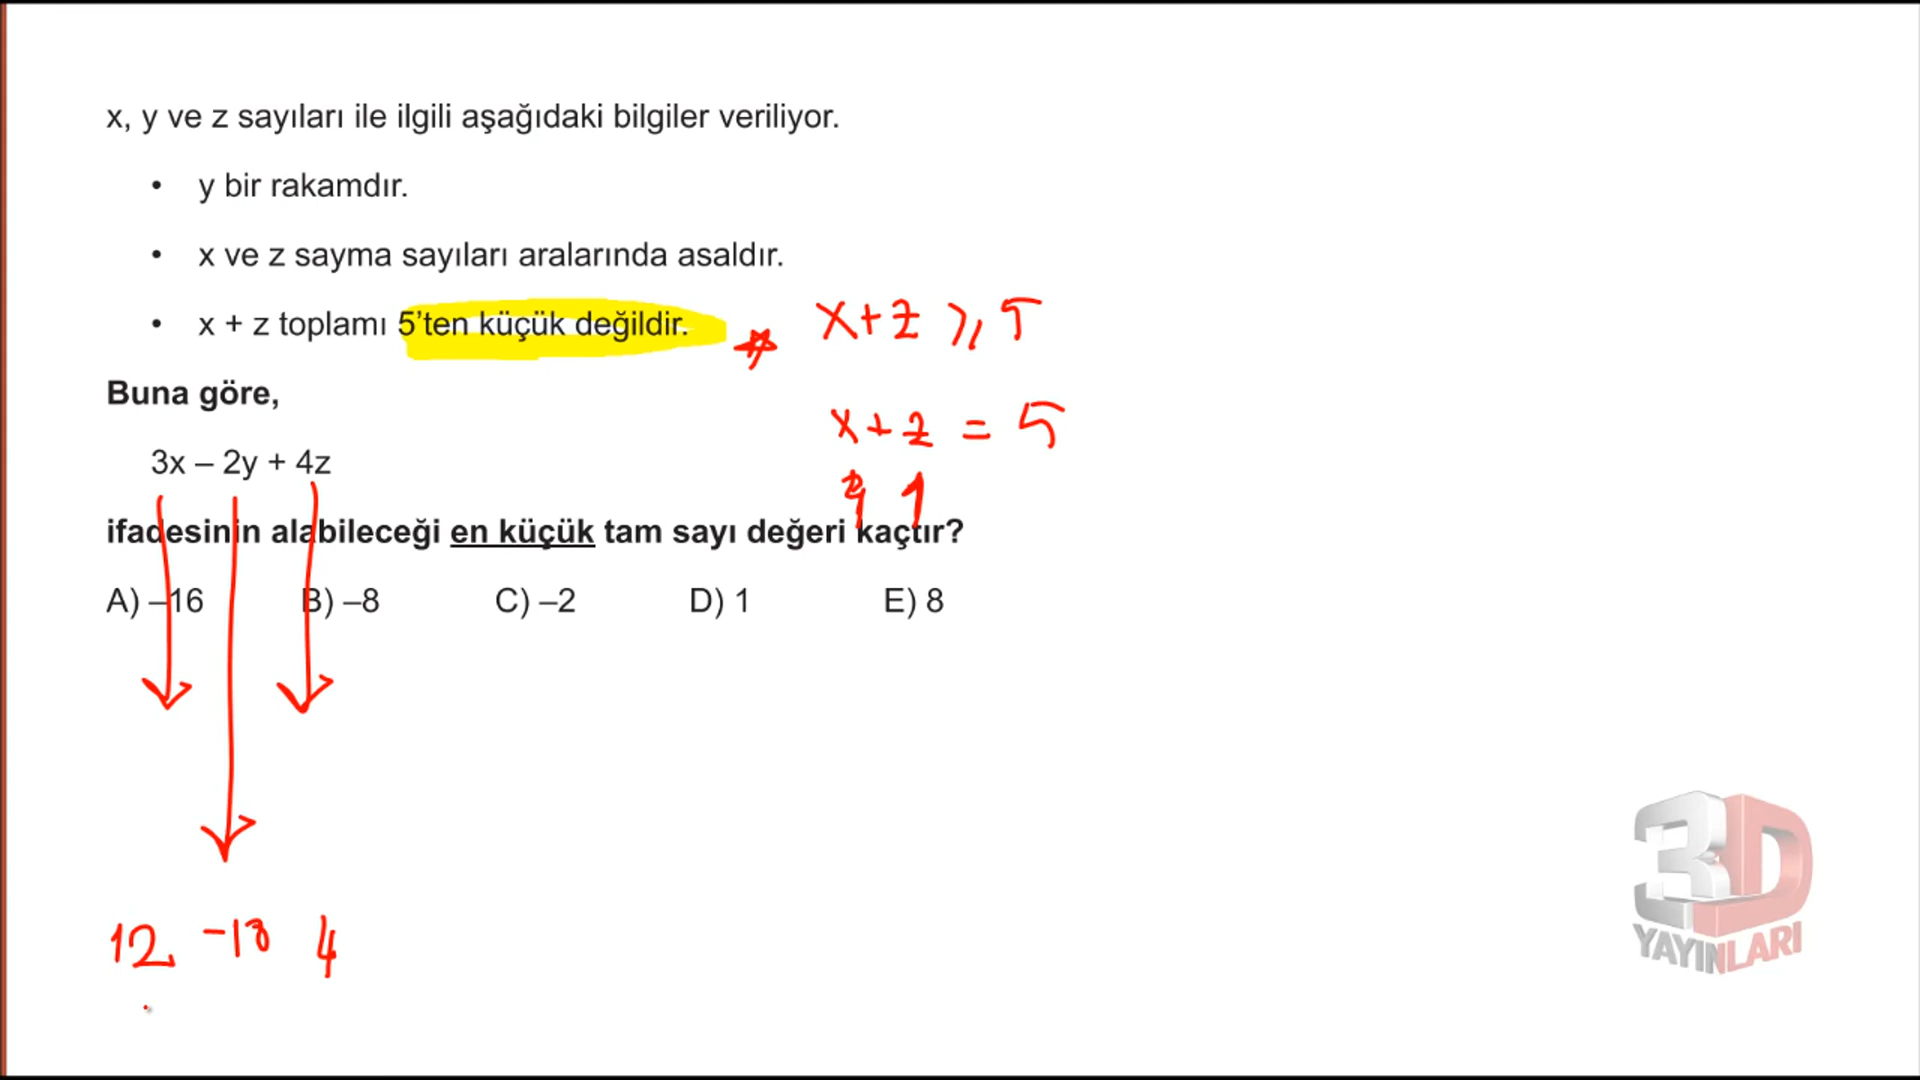 x, y ve z sayıları ile ilgili aşağıdaki bilgiler veriliyor.
• y bir rakamdır.
• x ve z sayma sayıları aralarında asaldır.
• x + z toplamı 5'ten küçük değildir.
x+z ⩾ 5
Buna göre,
x+z = 5
3x – 2y + 4z
4 1
ifadesinin alabileceği en küçük tam sayı değeri kaçtır?
A) –16 B) –8 C) –2 D) 1 E) 8
12 -18 4
3D
YAYINLARI